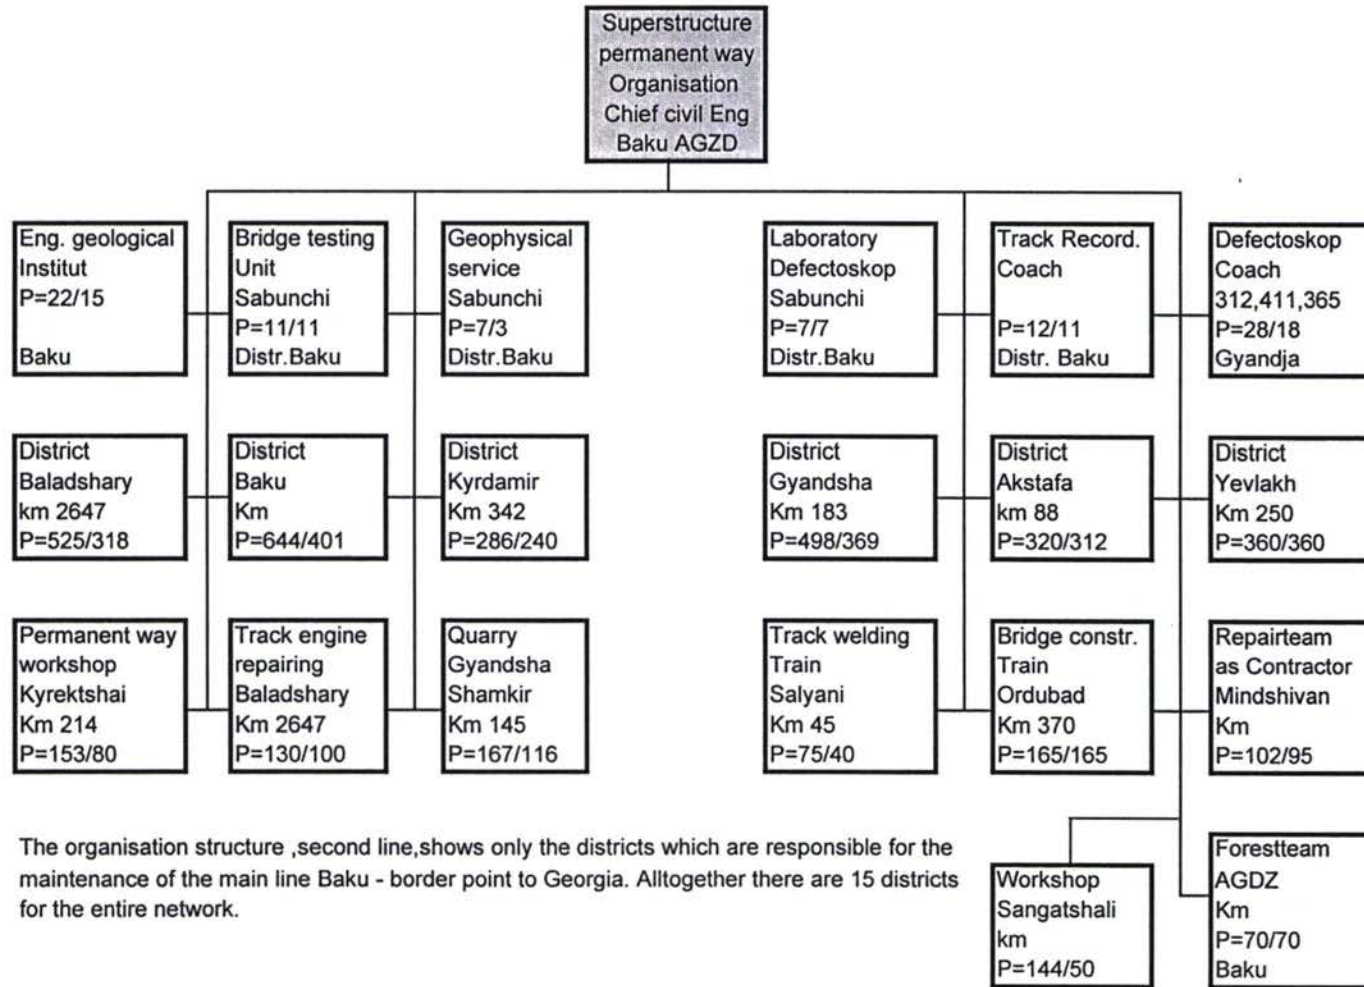 Superstructure
permanent way
Organisation
Chief civil Eng
Baku AGZD
Eng. geological
Institut
P=22/15
Baku
Bridge testing
Unit
Sabunchi
P=11/11
Distr.Baku
Geophysical
service
Sabunchi
P=7/3
Distr.Baku
Laboratory
Defectoskop
Sabunchi
P=7/7
Distr.Baku
Track Record.
Coach
P=12/11
Distr. Baku
Defectoskop
Coach
312,411,365
P=28/18
Gyandja
District
Baladshary
km 2647
P=525/318
District
Baku
Km
P=644/401
District
Kyrdamir
Km 342
P=286/240
District
Gyandsha
Km 183
P=498/369
District
Akstafa
km 88
P=320/312
District
Yevlakh
Km 250
P=360/360
Permanent way
workshop
Kyrektshai
Km 214
P=153/80
Track engine
repairing
Baladshary
Km 2647
P=130/100
Quarry
Gyandsha
Shamkir
Km 145
P=167/116
Track welding
Train
Salyani
Km 45
P=75/40
Bridge constr.
Train
Ordubad
Km 370
P=165/165
Repairteam
as Contractor
Mindshivan
Km
P=102/95
The organisation structure ,second line,shows only the districts which are responsible for the
maintenance of the main line Baku - border point to Georgia. Alltogether there are 15 districts
for the entire network.
Workshop
Sangatshali
km
P=144/50
Forestteam
AGDZ
Km
P=70/70
Baku